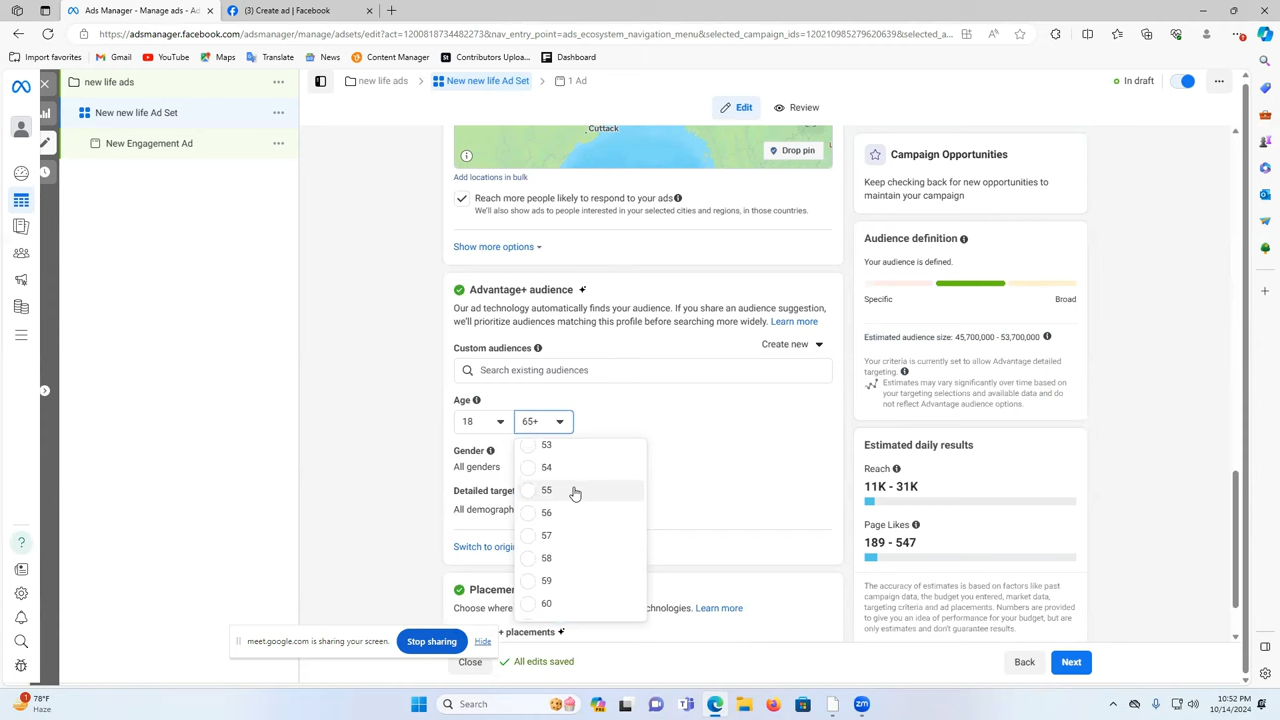 Ads Manager - Manage ads - Ad set
(3) Create ad | Facebook
https://adsmanager.facebook.com/adsmanager/manage/adsets/edit?act=1200818734482273&nav_entry_point=ads_ecosystem_navigation_menu&selected_campaign_ids=120210985279620639&selected_a...
Import favorites
Gmail
YouTube
Maps
Translate
News
Content Manager
Contributors Uploa...
Dashboard
new life ads
New new life Ad Set
New Engagement Ad
new life ads
New new life Ad Set
1 Ad
In draft
Edit
Review
Cuttack
Drop pin
Add locations in bulk
Reach more people likely to respond to your ads
We'll also show ads to people interested in your selected cities and regions, in those countries.
Show more options
Advantage+ audience
Our ad technology automatically finds your audience. If you share an audience suggestion,
we'll prioritize audiences matching this profile before searching more widely. Learn more
Custom audiences
Create new
Search existing audiences
Age
18
65+
53
54
55
56
57
58
59
60
Gender
All genders
Detailed target
All demograph
Switch to origin
Placemen
Choose where
chnologies. Learn more
+ placements
Campaign Opportunities
Keep checking back for new opportunities to
maintain your campaign
Audience definition
Your audience is defined.
Specific
Broad
Estimated audience size: 45,700,000 - 53,700,000
Your criteria is currently set to allow Advantage detailed
targeting.
Estimates may vary significantly over time based on
your targeting selections and available data and do
not reflect Advantage audience options.
Estimated daily results
Reach
11K - 31K
Page Likes
189 - 547
The accuracy of estimates is based on factors like past
campaign data, the budget you entered, market data,
targeting criteria and ad placements. Numbers are provided
to give you an idea of performance for your budget, but are
only estimates and don't guarantee results.
meet.google.com is sharing your screen.
Stop sharing
Hide
Close
All edits saved
Back
Next
78°F
Haze
Search
10:52 PM
10/14/2024